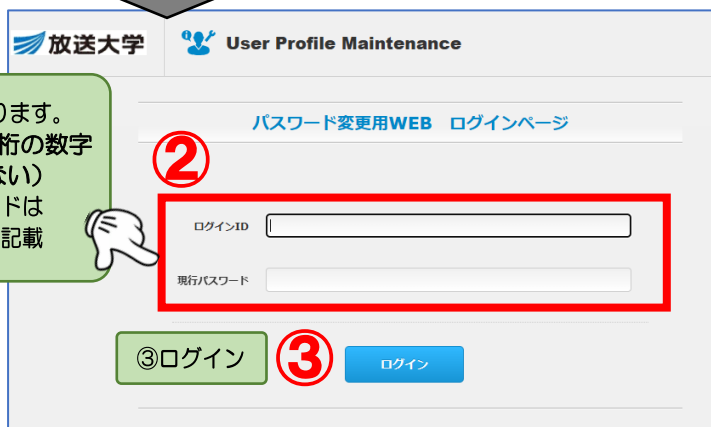 放送大学 User Profile Maintenance
ります。
桁の数字
ない）
ドは
記載
パスワード変更用WEB ログインページ
②
ログインID
現行パスワード
③ログイン
③
ログイン